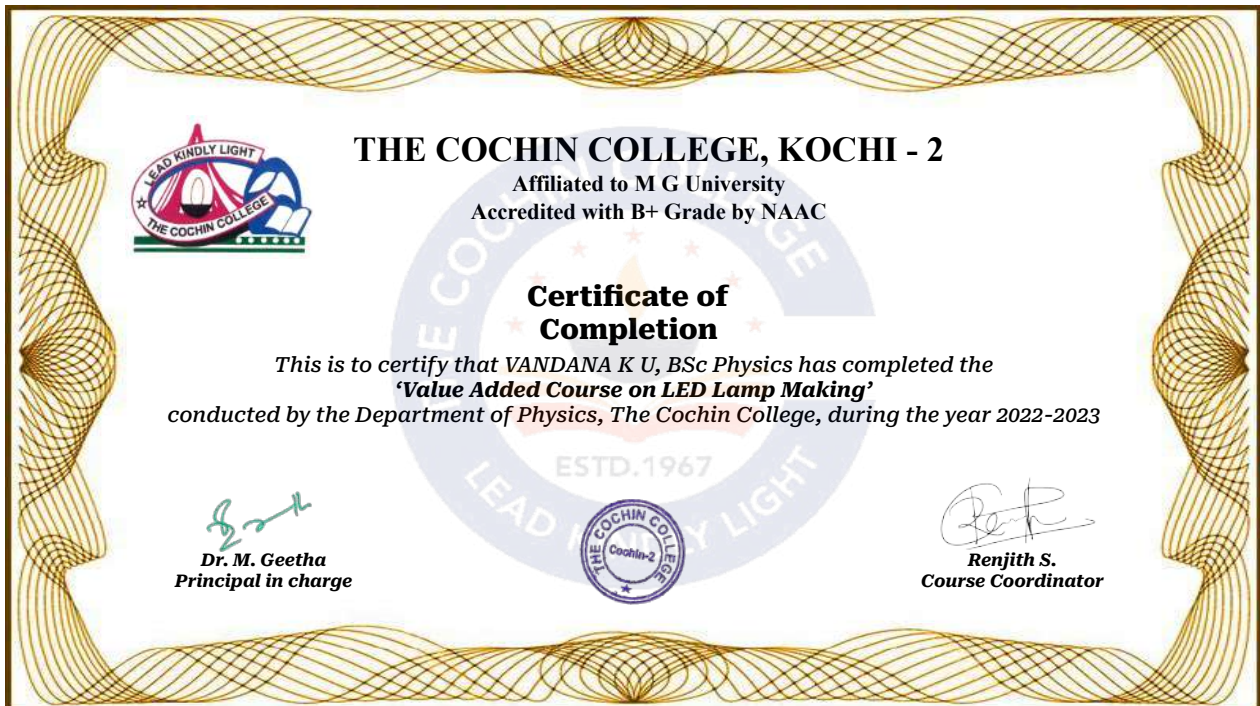 LEAD KINDLY LIGHT
THE COCHIN COLLEGE
THE COCHIN COLLEGE, KOCHI - 2
Affiliated to M G University
Accredited with B+ Grade by NAAC
THE COCHIN COLLEGE
Certificate of
Completion
This is to certify that VANDANA K U, BSc Physics has completed the
‘Value Added Course on LED Lamp Making’
conducted by the Department of Physics, The Cochin College, during the year 2022-2023
ESTD.1967
LEAD KINDLY LIGHT
Dr. M. Geetha
Principal in charge
THE COCHIN COLLEGE
Cochin-2
Renjith S.
Course Coordinator